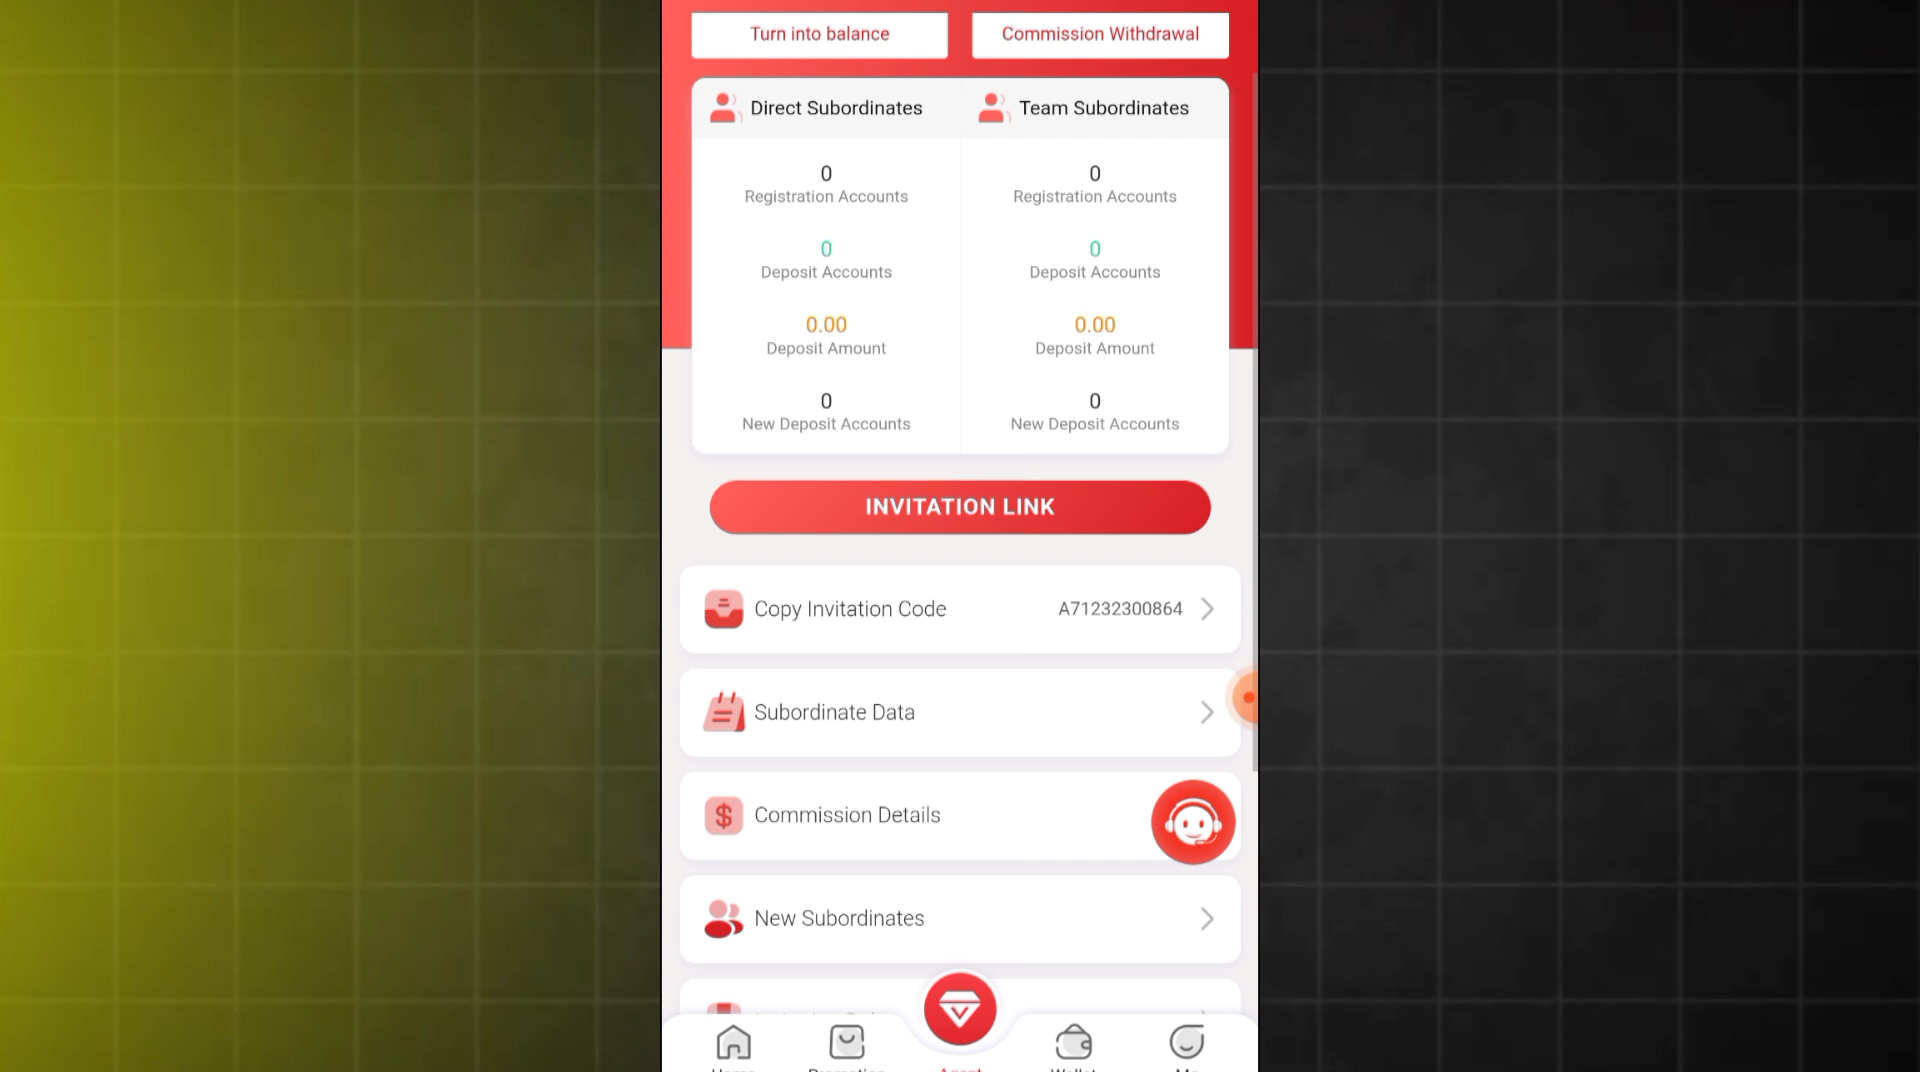 Turn into balance
Commission Withdrawal
Direct Subordinates
Team Subordinates
0
Registration Accounts
0
Registration Accounts
0
Deposit Accounts
0
Deposit Accounts
0.00
Deposit Amount
0.00
Deposit Amount
0
New Deposit Accounts
0
New Deposit Accounts
INVITATION LINK
Copy Invitation Code
A71232300864
Subordinate Data
$
Commission Details
New Subordinates